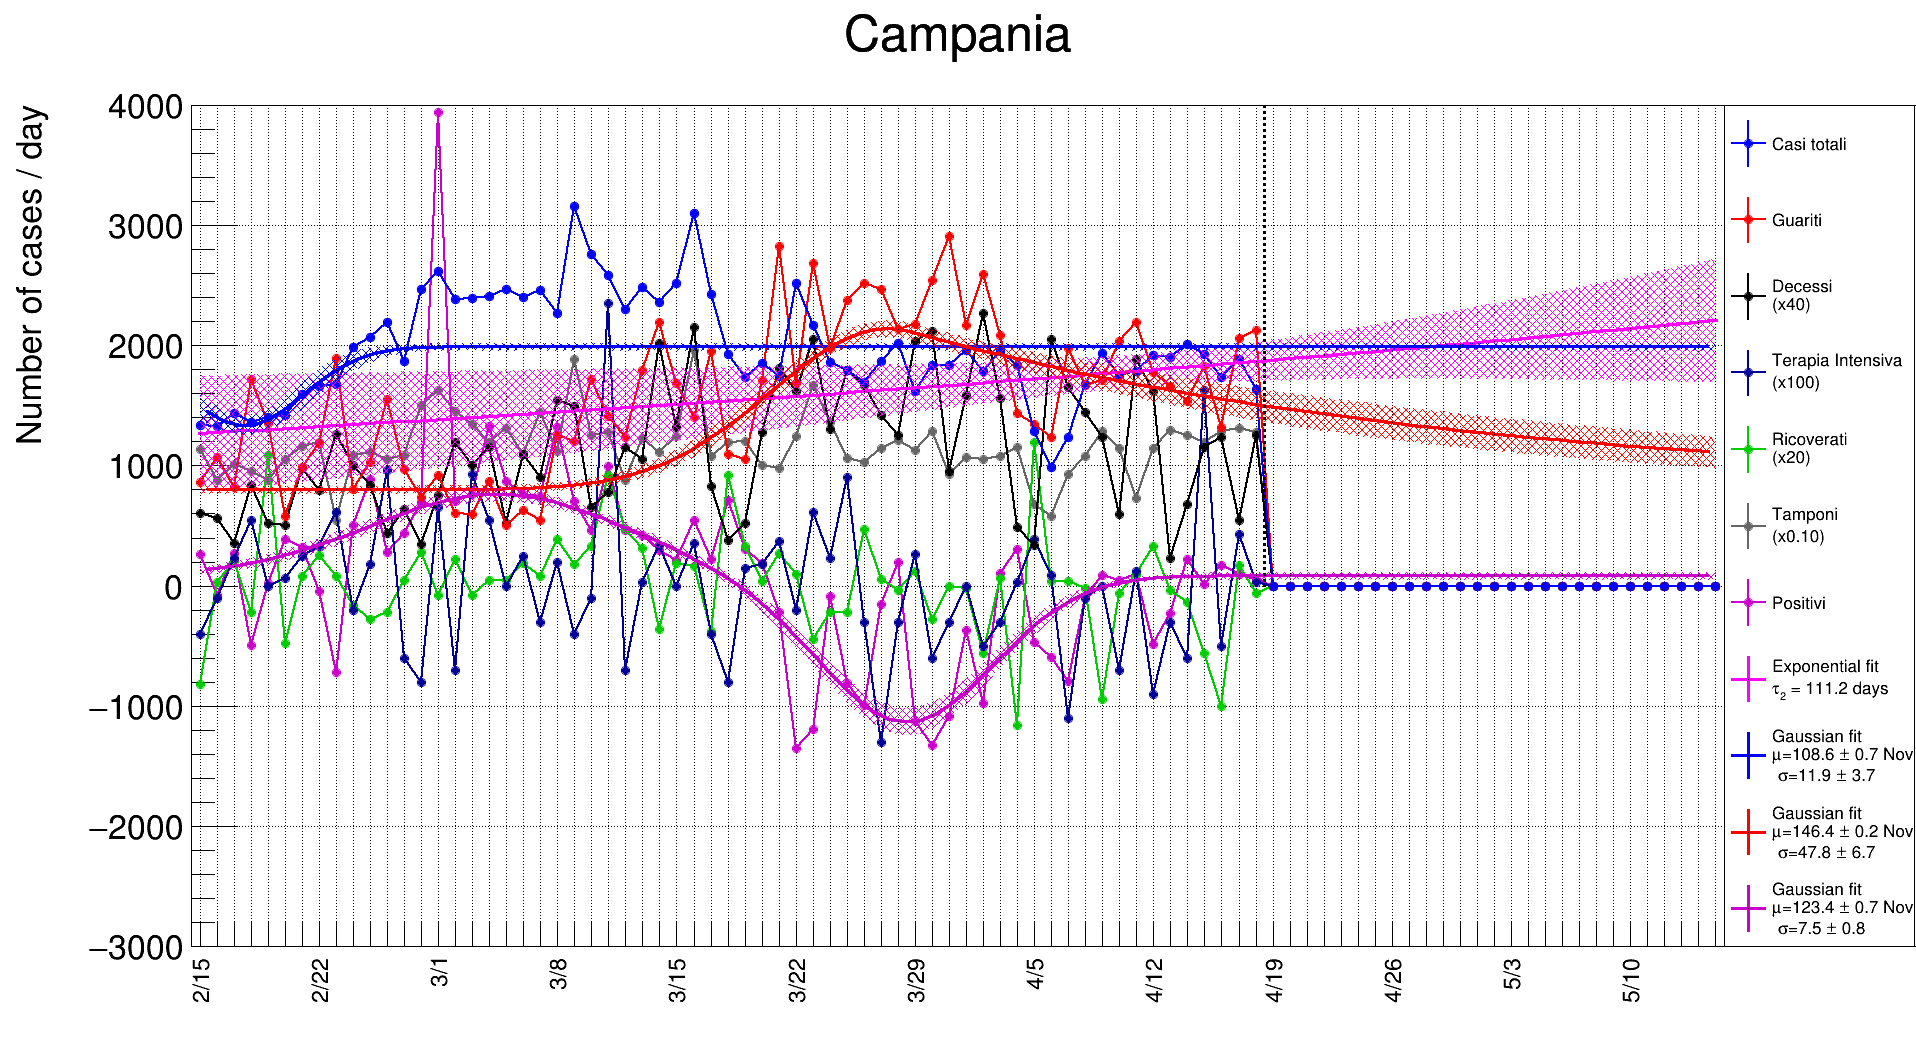 Campania
Number of cases / day
4000
3000
2000
1000
0
−1000
−2000
−3000
2/15
2/22
3/1
3/8
3/15
3/22
3/29
4/5
4/12
4/19
4/26
5/3
5/10
Casi totali
Guariti
Decessi
(x40)
Terapia Intensiva
(x100)
Ricoverati
(x20)
Tamponi
(x0.10)
Positivi
Exponential fit
τ2 = 111.2 days
Gaussian fit
μ=108.6 ± 0.7 Nov
σ=11.9 ± 3.7
Gaussian fit
μ=146.4 ± 0.2 Nov
σ=47.8 ± 6.7
Gaussian fit
μ=123.4 ± 0.7 Nov
σ=7.5 ± 0.8